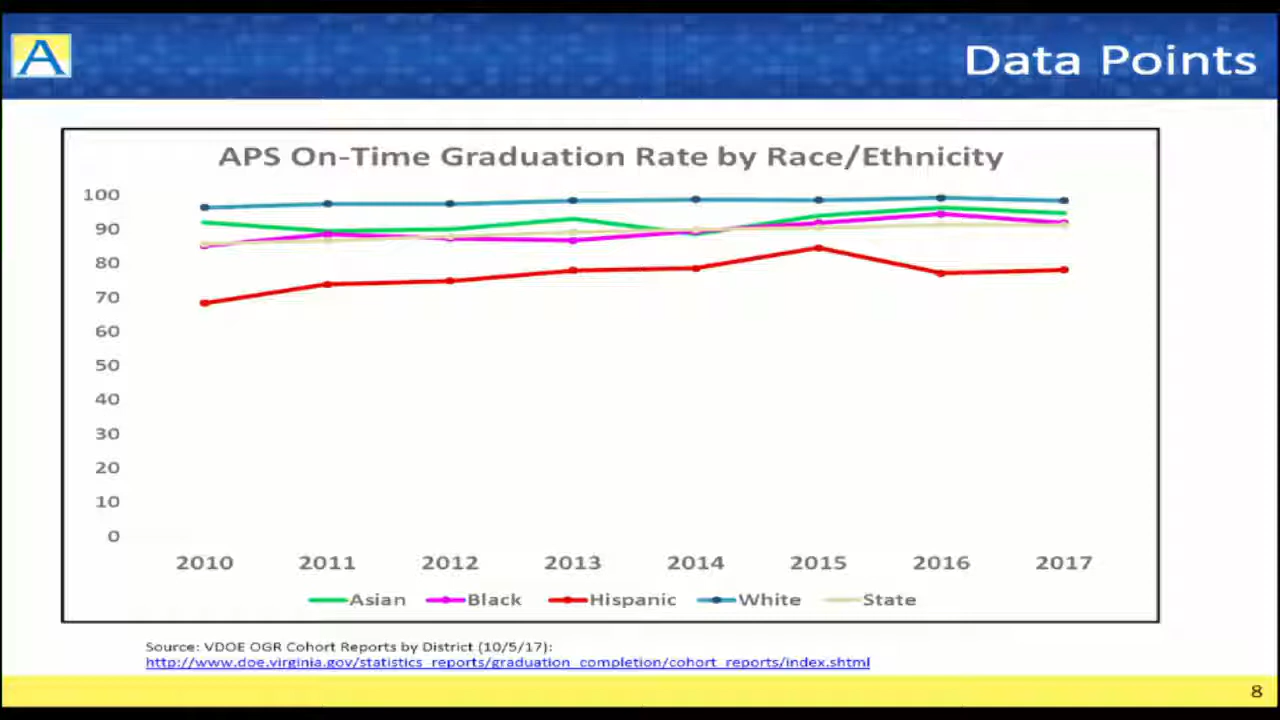 A
Data Points
APS On-Time Graduation Rate by Race/Ethnicity
100
90
80
70
60
50
40
30
20
10
0
2010 2011 2012 2013 2014 2015 2016 2017
Asian Black Hispanic White State
Source: VDOE OGR Cohort Reports by District (10/5/17):
http://www.doe.virginia.gov/statistics_reports/graduation_completion/cohort_reports/index.shtml
8